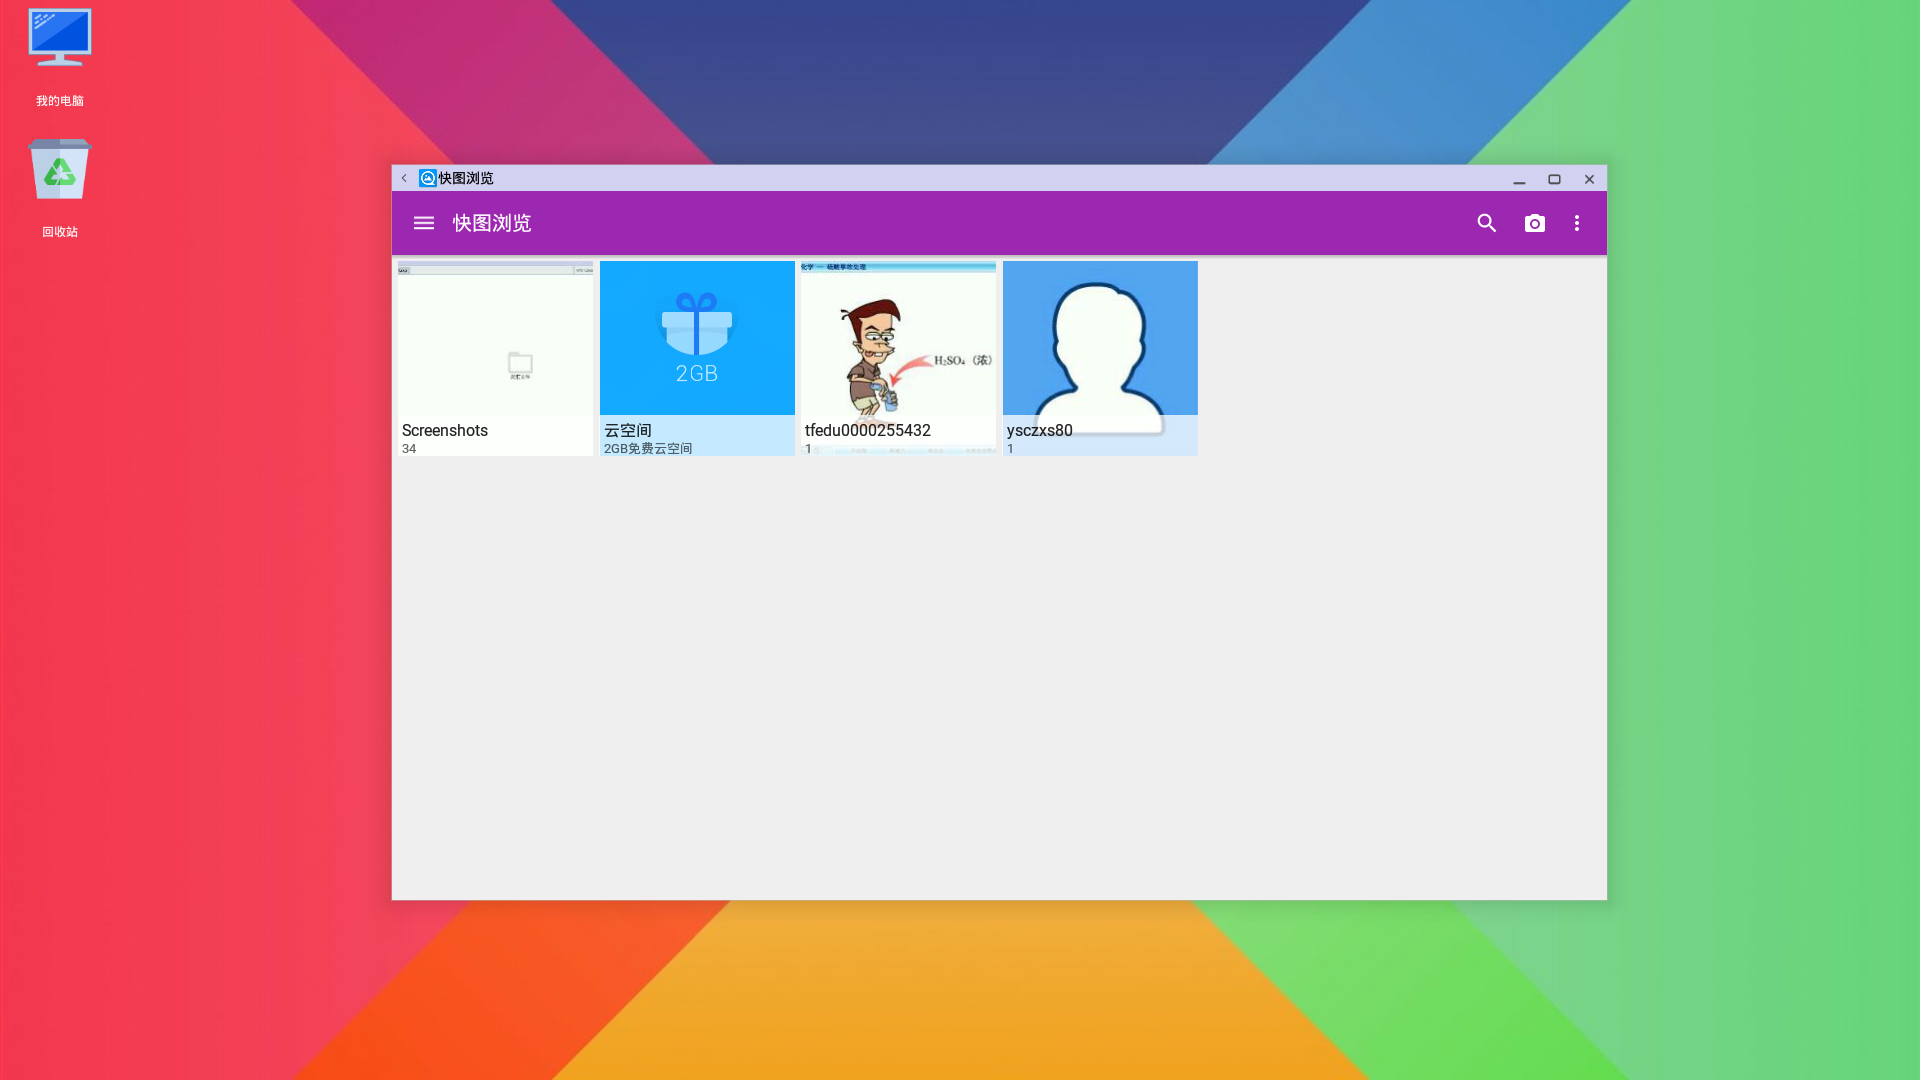 我的电脑
回收站
快图浏览
快图浏览
2GB
H₂SO₄（浓）
Screenshots
34
云空间
2GB免费云空间
tfedu0000255432
1
ysczxs80
1